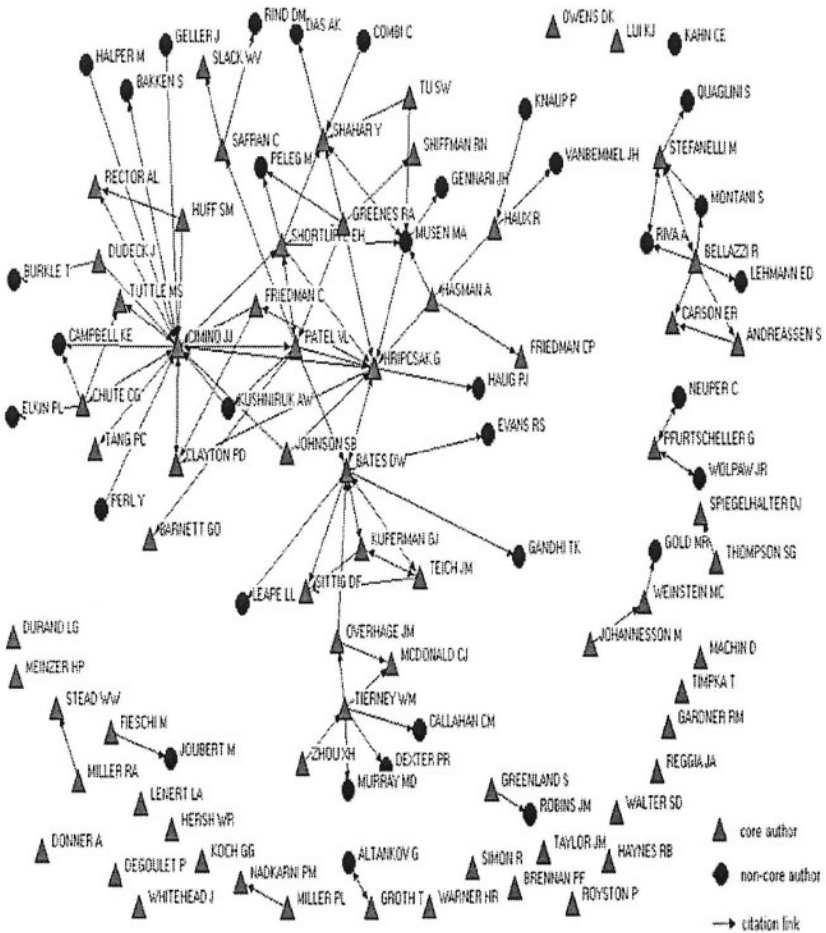 RIND DM
DAS AK
OWENS DK
GELLER J
COMBI C
LUI KJ
KAHN CE
HALPER M
SLACK WV
BAKKEN S
TU SW
QUAGLINI S
KNAUP P
SAFRAN C
SHAHAR Y
SHIFFMAN RN
STEFANELLI M
PELEG M
VANBEMMEL JH
RECTOR AL
GENNARI JH
MONTANI S
HUFF SM
GREENES RA
HAUX R
SHORTLIFFE EH
MUSEN MA
RIVA A
DUDECK J
BELLAZZI R
BURKLE T
LEHMANN ED
TUTTLE MS
FRIEDMAN C
HASMAN A
CARSON ER
CAMPBELL KE
CIMINO JJ
PATEL VL
ANDREASSEN S
FRIEDMAN CP
HRIPCSAK G
HAUG PJ
CHUTE CG
KUSHNIRUK AW
NEUPER C
ELKIN PL
EVANS RS
TANG PC
CLAYTON PD
JOHNSON SB
PFURTSCHELLER G
BATES DW
WOLPAW JR
PERL Y
SPIEGELHALTER DJ
BARNETT GO
KUPERMAN GJ
GANDHI TK
GOLD MR
THOMPSON SG
TEICH JM
SITTIG DF
LEAPE LL
WEINSTEIN MC
DURAND LG
OVERHAGE JM
JOHANNESSON M
MCDONALD CJ
MACHIN D
MEINZER HP
TIMPKA T
STEAD WW
TIERNEY WM
FIESCHI M
CALLAHAN CM
GARDNER RM
JOUBERT M
ZHOU XH
DEXTER PR
MILLER RA
MURRAY MD
REGGIA JA
GREENLAND S
LENERT LA
ROBINS JM
WALTER SD
HERSH WR
core author
DONNER A
KOCH GG
ALTANKOV G
TAYLOR JM
DEGOULET P
NADKARNI PM
SIMON R
HAYNES RB
non-core author
BRENNAN PF
WHITEHEAD J
MILLER PL
GROTH T
WARNER HR
ROYSTON P
citation link